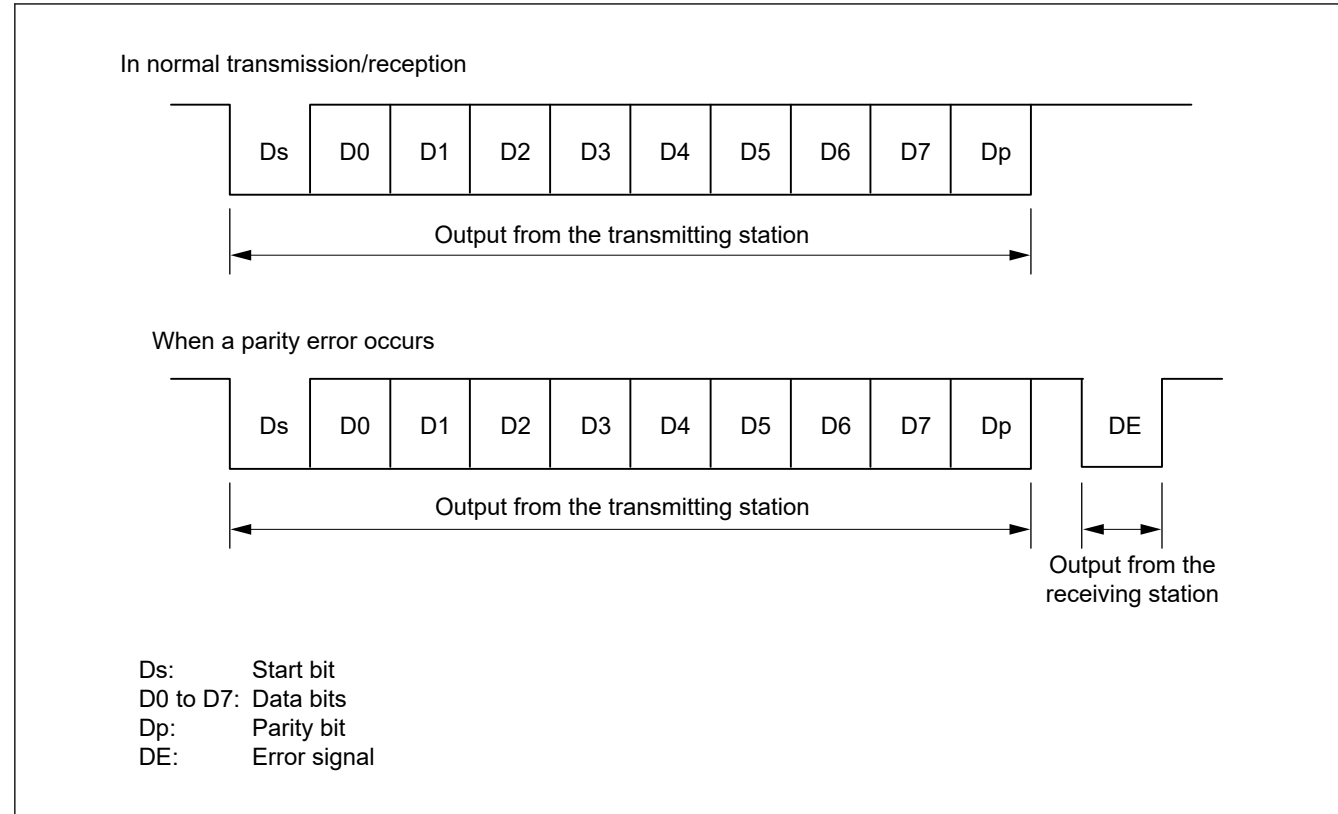 In normal transmission/reception
Ds D0 D1 D2 D3 D4 D5 D6 D7 Dp
Output from the transmitting station
When a parity error occurs
Ds D0 D1 D2 D3 D4 D5 D6 D7 Dp DE
Output from the transmitting station
Output from the
receiving station
Ds: Start bit
D0 to D7: Data bits
Dp: Parity bit
DE: Error signal